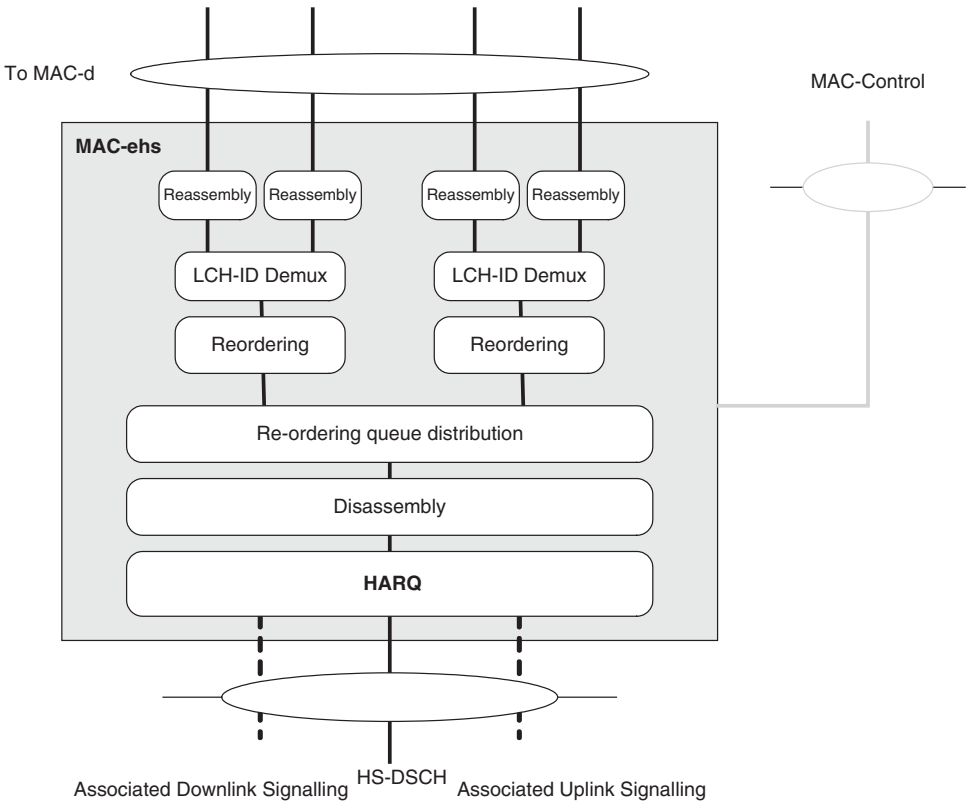 To MAC-d
MAC-Control
MAC-ehs
Reassembly
Reassembly
Reassembly
Reassembly
LCH-ID Demux
LCH-ID Demux
Reordering
Reordering
Re-ordering queue distribution
Disassembly
HARQ
Associated Downlink Signalling
HS-DSCH
Associated Uplink Signalling